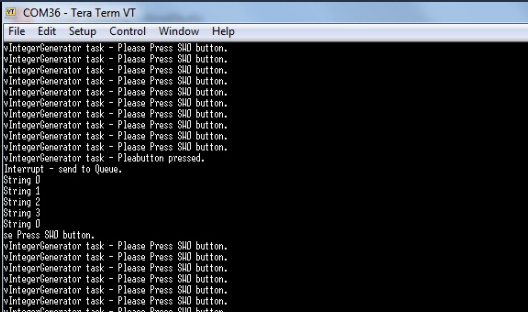 COM36 - Tera Term VT
File Edit Setup Control Window Help
vIntegerGenerator task - Please Press SW0 button.
vIntegerGenerator task - Please Press SW0 button.
vIntegerGenerator task - Please Press SW0 button.
vIntegerGenerator task - Please Press SW0 button.
vIntegerGenerator task - Please Press SW0 button.
vIntegerGenerator task - Please Press SW0 button.
vIntegerGenerator task - Please Press SW0 button.
vIntegerGenerator task - Please Press SW0 button.
vIntegerGenerator task - Please Press SW0 button.
vIntegerGenerator task - Please Press SW0 button.
vIntegerGenerator task - Pleabutton pressed.
Interrupt - send to Queue.
String 0
String 1
String 2
String 3
String 0
se Press SW0 button.
vIntegerGenerator task - Please Press SW0 button.
vIntegerGenerator task - Please Press SW0 button.
vIntegerGenerator task - Please Press SW0 button.
vIntegerGenerator task - Please Press SW0 button.
vIntegerGenerator task - Please Press SW0 button.
vIntegerGenerator task - Please Press SW0 button.
vIntegerGenerator task - Please Press SW0 button.